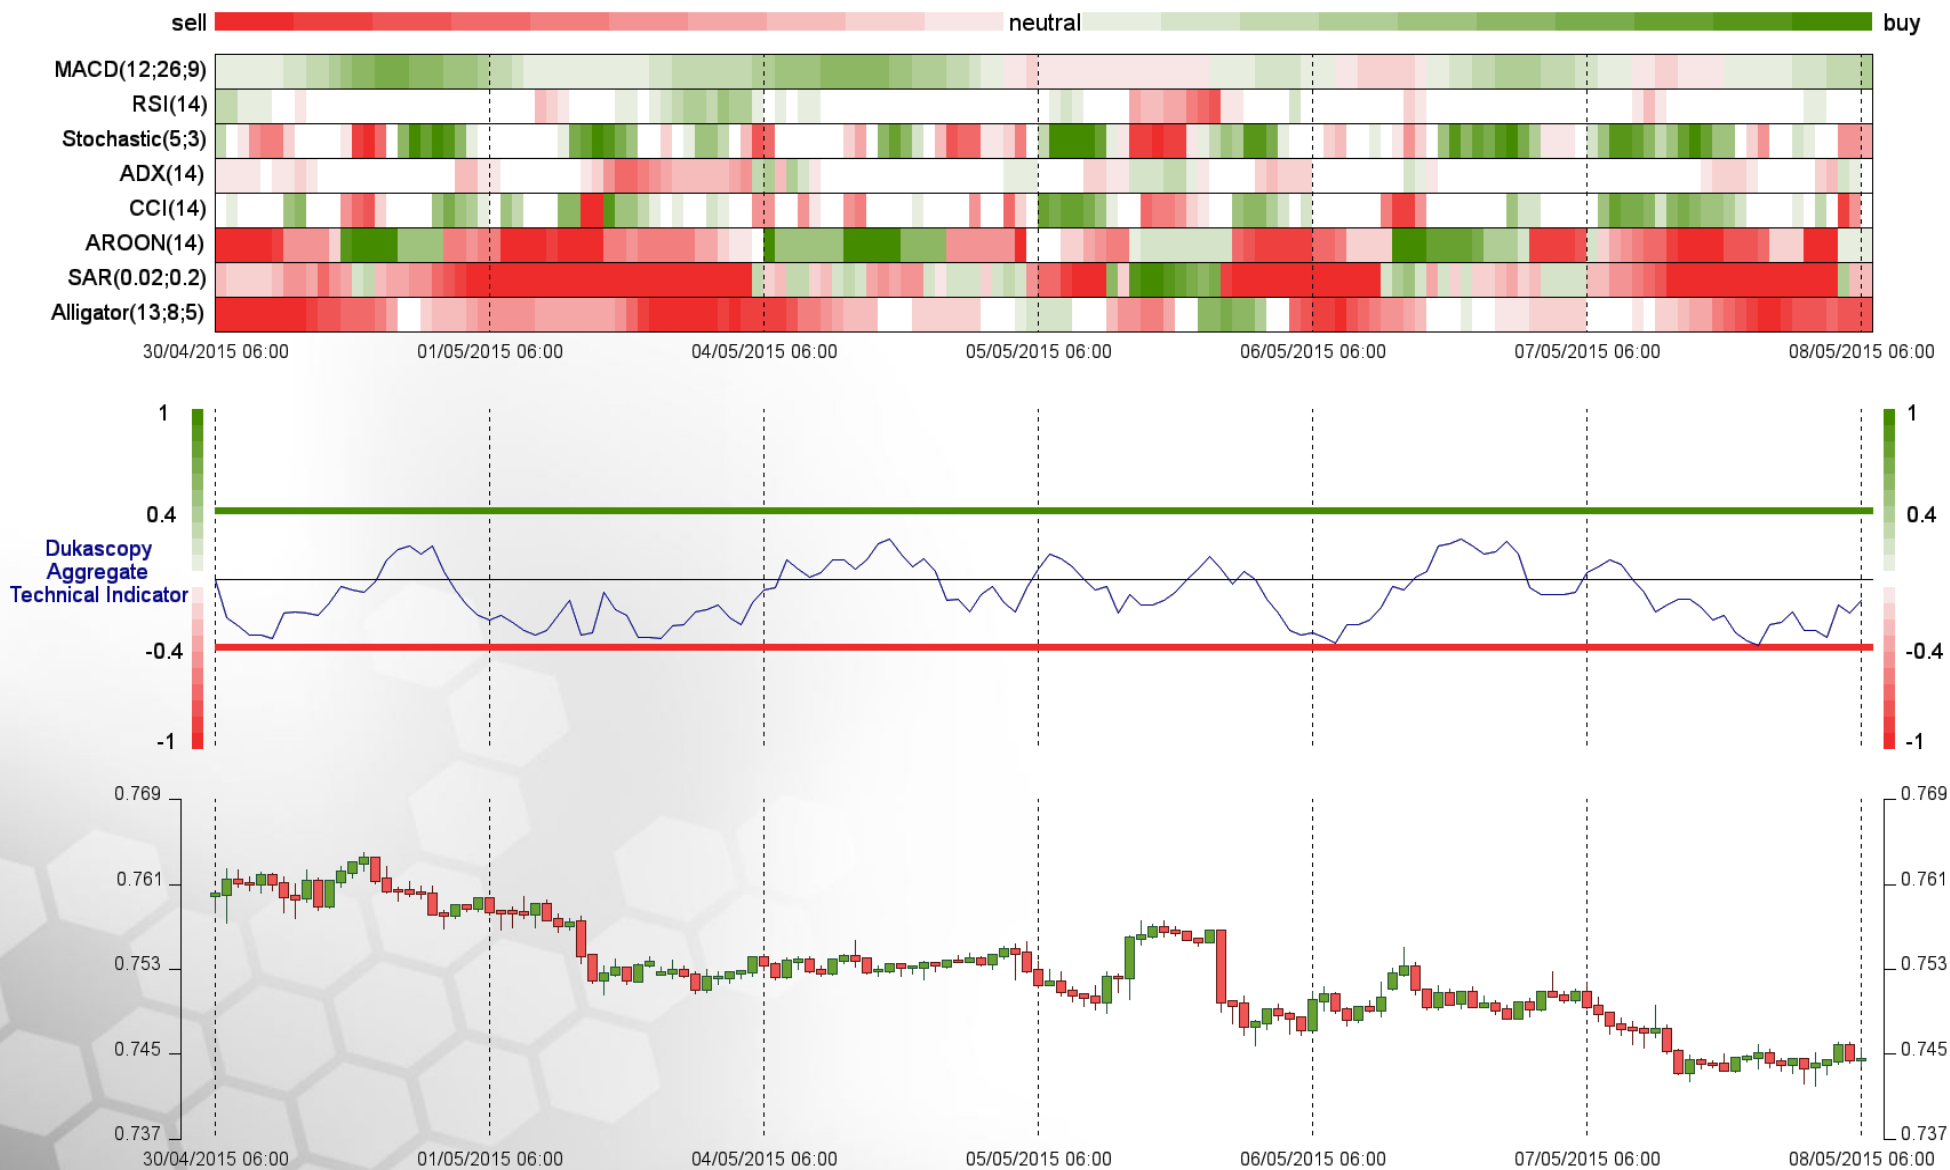 sell neutral buy
MACD(12;26;9)
RSI(14)
Stochastic(5;3)
ADX(14)
CCI(14)
AROON(14)
SAR(0.02;0.2)
Alligator(13;8;5)
30/04/2015 06:00 01/05/2015 06:00 04/05/2015 06:00 05/05/2015 06:00 06/05/2015 06:00 07/05/2015 06:00 08/05/2015 06:00
1 1
0.4 0.4
Dukascopy
Aggregate
Technical Indicator
-0.4 -0.4
-1 -1
0.769 0.769
0.761 0.761
0.753 0.753
0.745 0.745
0.737 0.737
30/04/2015 06:00 01/05/2015 06:00 04/05/2015 06:00 05/05/2015 06:00 06/05/2015 06:00 07/05/2015 06:00 08/05/2015 06:00